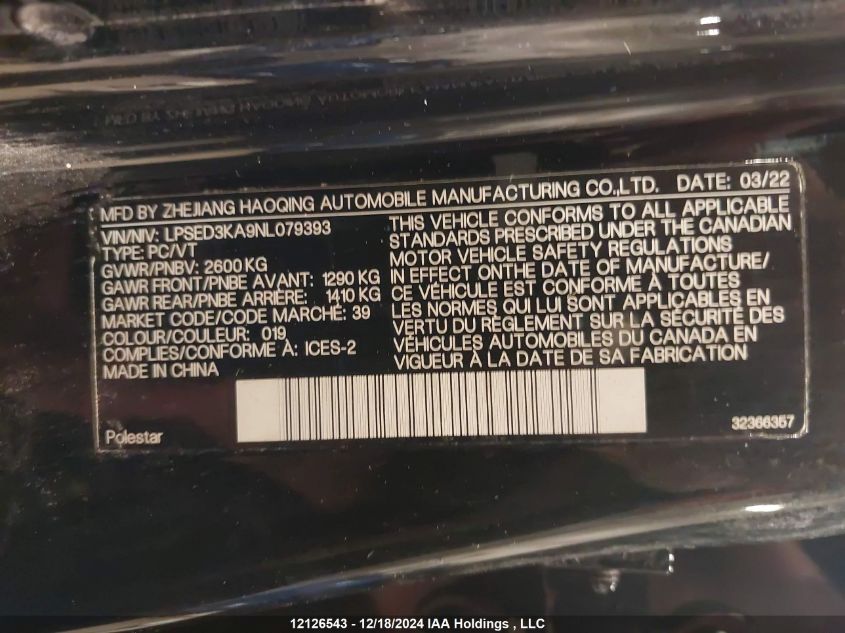 MFD BY ZHEJIANG HAOQING AUTOMOBILE MANUFACTURING CO.,LTD. DATE: 03/22
VIN/NIV: LPSED3KA9NL079393
TYPE: PC/VT
GVWR/PNBV: 2600 KG
GAWR FRONT/PNBE AVANT: 1290 KG
GAWR REAR/PNBE ARRIÈRE: 1410 KG
MARKET CODE/CODE MARCHÉ: 39
COLOUR/COULEUR: 019
COMPLIES/CONFORME À: ICES-2
MADE IN CHINA
THIS VEHICLE CONFORMS TO ALL APPLICABLE
STANDARDS PRESCRIBED UNDER THE CANADIAN
MOTOR VEHICLE SAFETY REGULATIONS
IN EFFECT ONTHE DATE OF MANUFACTURE/
CE VÉHICULE EST CONFORME À TOUTES
LES NORMES QUI LUI SONT APPLICABLES EN
VERTU DU RÈGLEMENT SUR LA SÉCURITÉ DES
VÉHICULES AUTOMOBILES DU CANADA EN
VIGUEUR À LA DATE DE SA FABRICATION
Polestar
32366357
12126543 - 12/18/2024 IAA Holdings , LLC